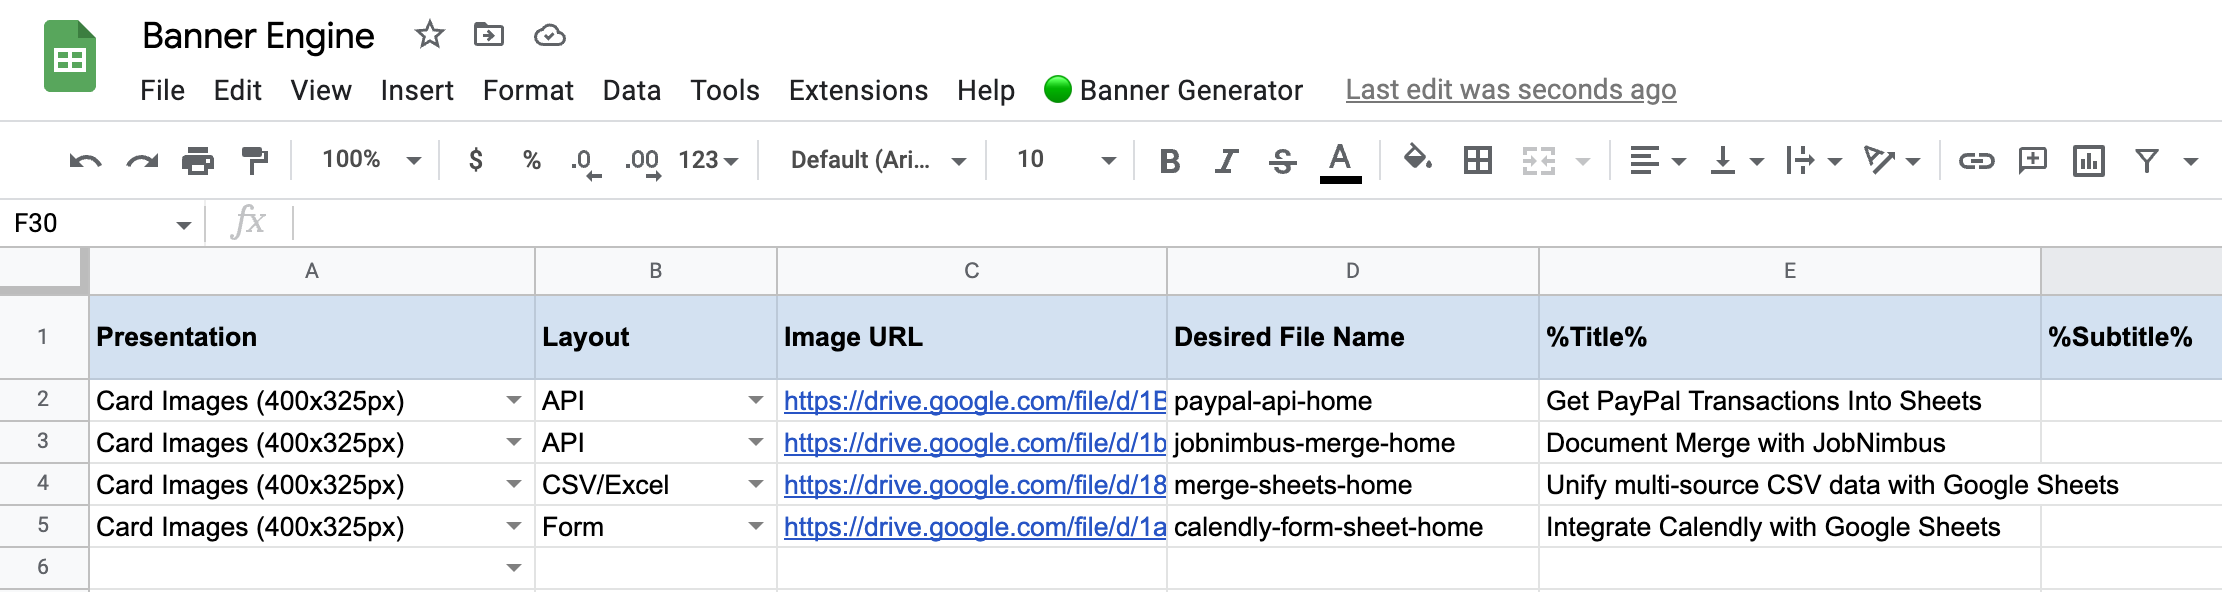 Banner Engine
File Edit View Insert Format Data Tools Extensions Help Banner Generator Last edit was seconds ago
100% $ % .0 .00 123 Default (Ari... 10 B I S A
F30 fx
A B C D E
1 Presentation Layout Image URL Desired File Name %Title% %Subtitle%
2 Card Images (400x325px) API https://drive.google.com/file/d/1B paypal-api-home Get PayPal Transactions Into Sheets
3 Card Images (400x325px) API https://drive.google.com/file/d/1b jobnimbus-merge-home Document Merge with JobNimbus
4 Card Images (400x325px) CSV/Excel https://drive.google.com/file/d/18 merge-sheets-home Unify multi-source CSV data with Google Sheets
5 Card Images (400x325px) Form https://drive.google.com/file/d/1a calendly-form-sheet-home Integrate Calendly with Google Sheets
6